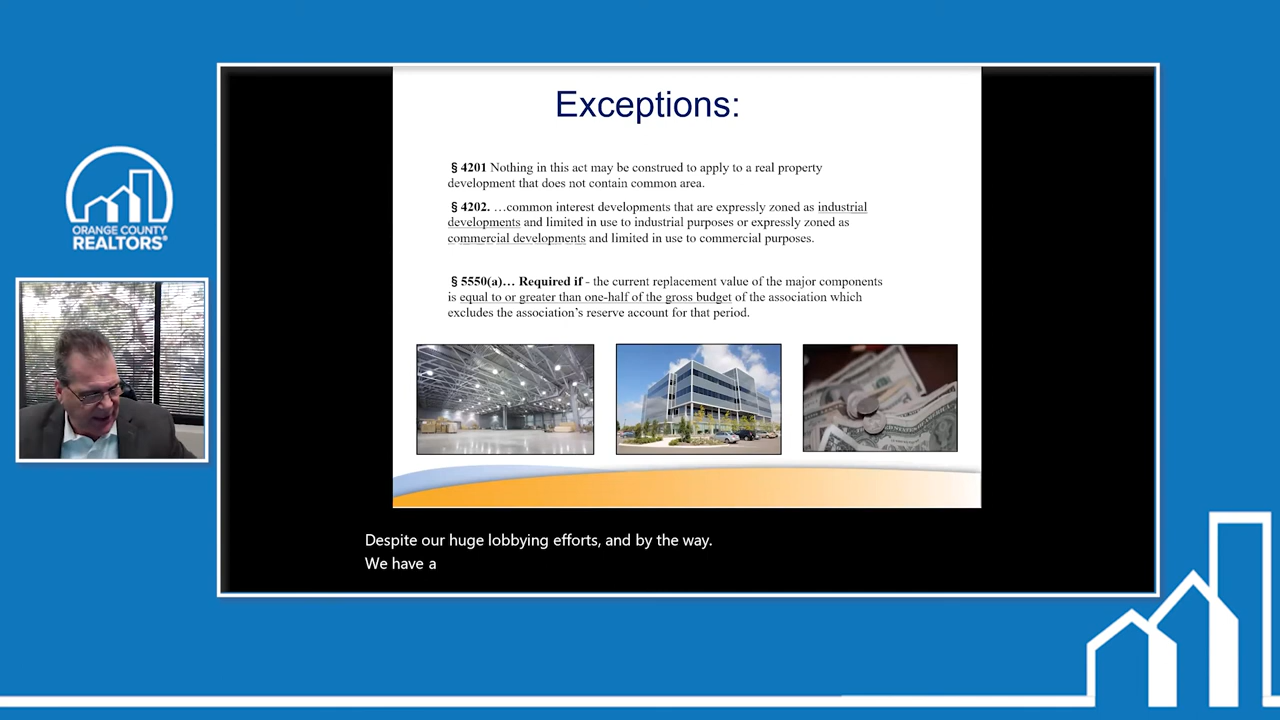 ORANGE COUNTY
REALTORS®
Exceptions:
§ 4201 Nothing in this act may be construed to apply to a real property
development that does not contain common area.
§ 4202. …common interest developments that are expressly zoned as industrial
developments and limited in use to industrial purposes or expressly zoned as
commercial developments and limited in use to commercial purposes.
§ 5550(a)… Required if - the current replacement value of the major components
is equal to or greater than one-half of the gross budget of the association which
excludes the association’s reserve account for that period.
Despite our huge lobbying efforts, and by the way.
We have a